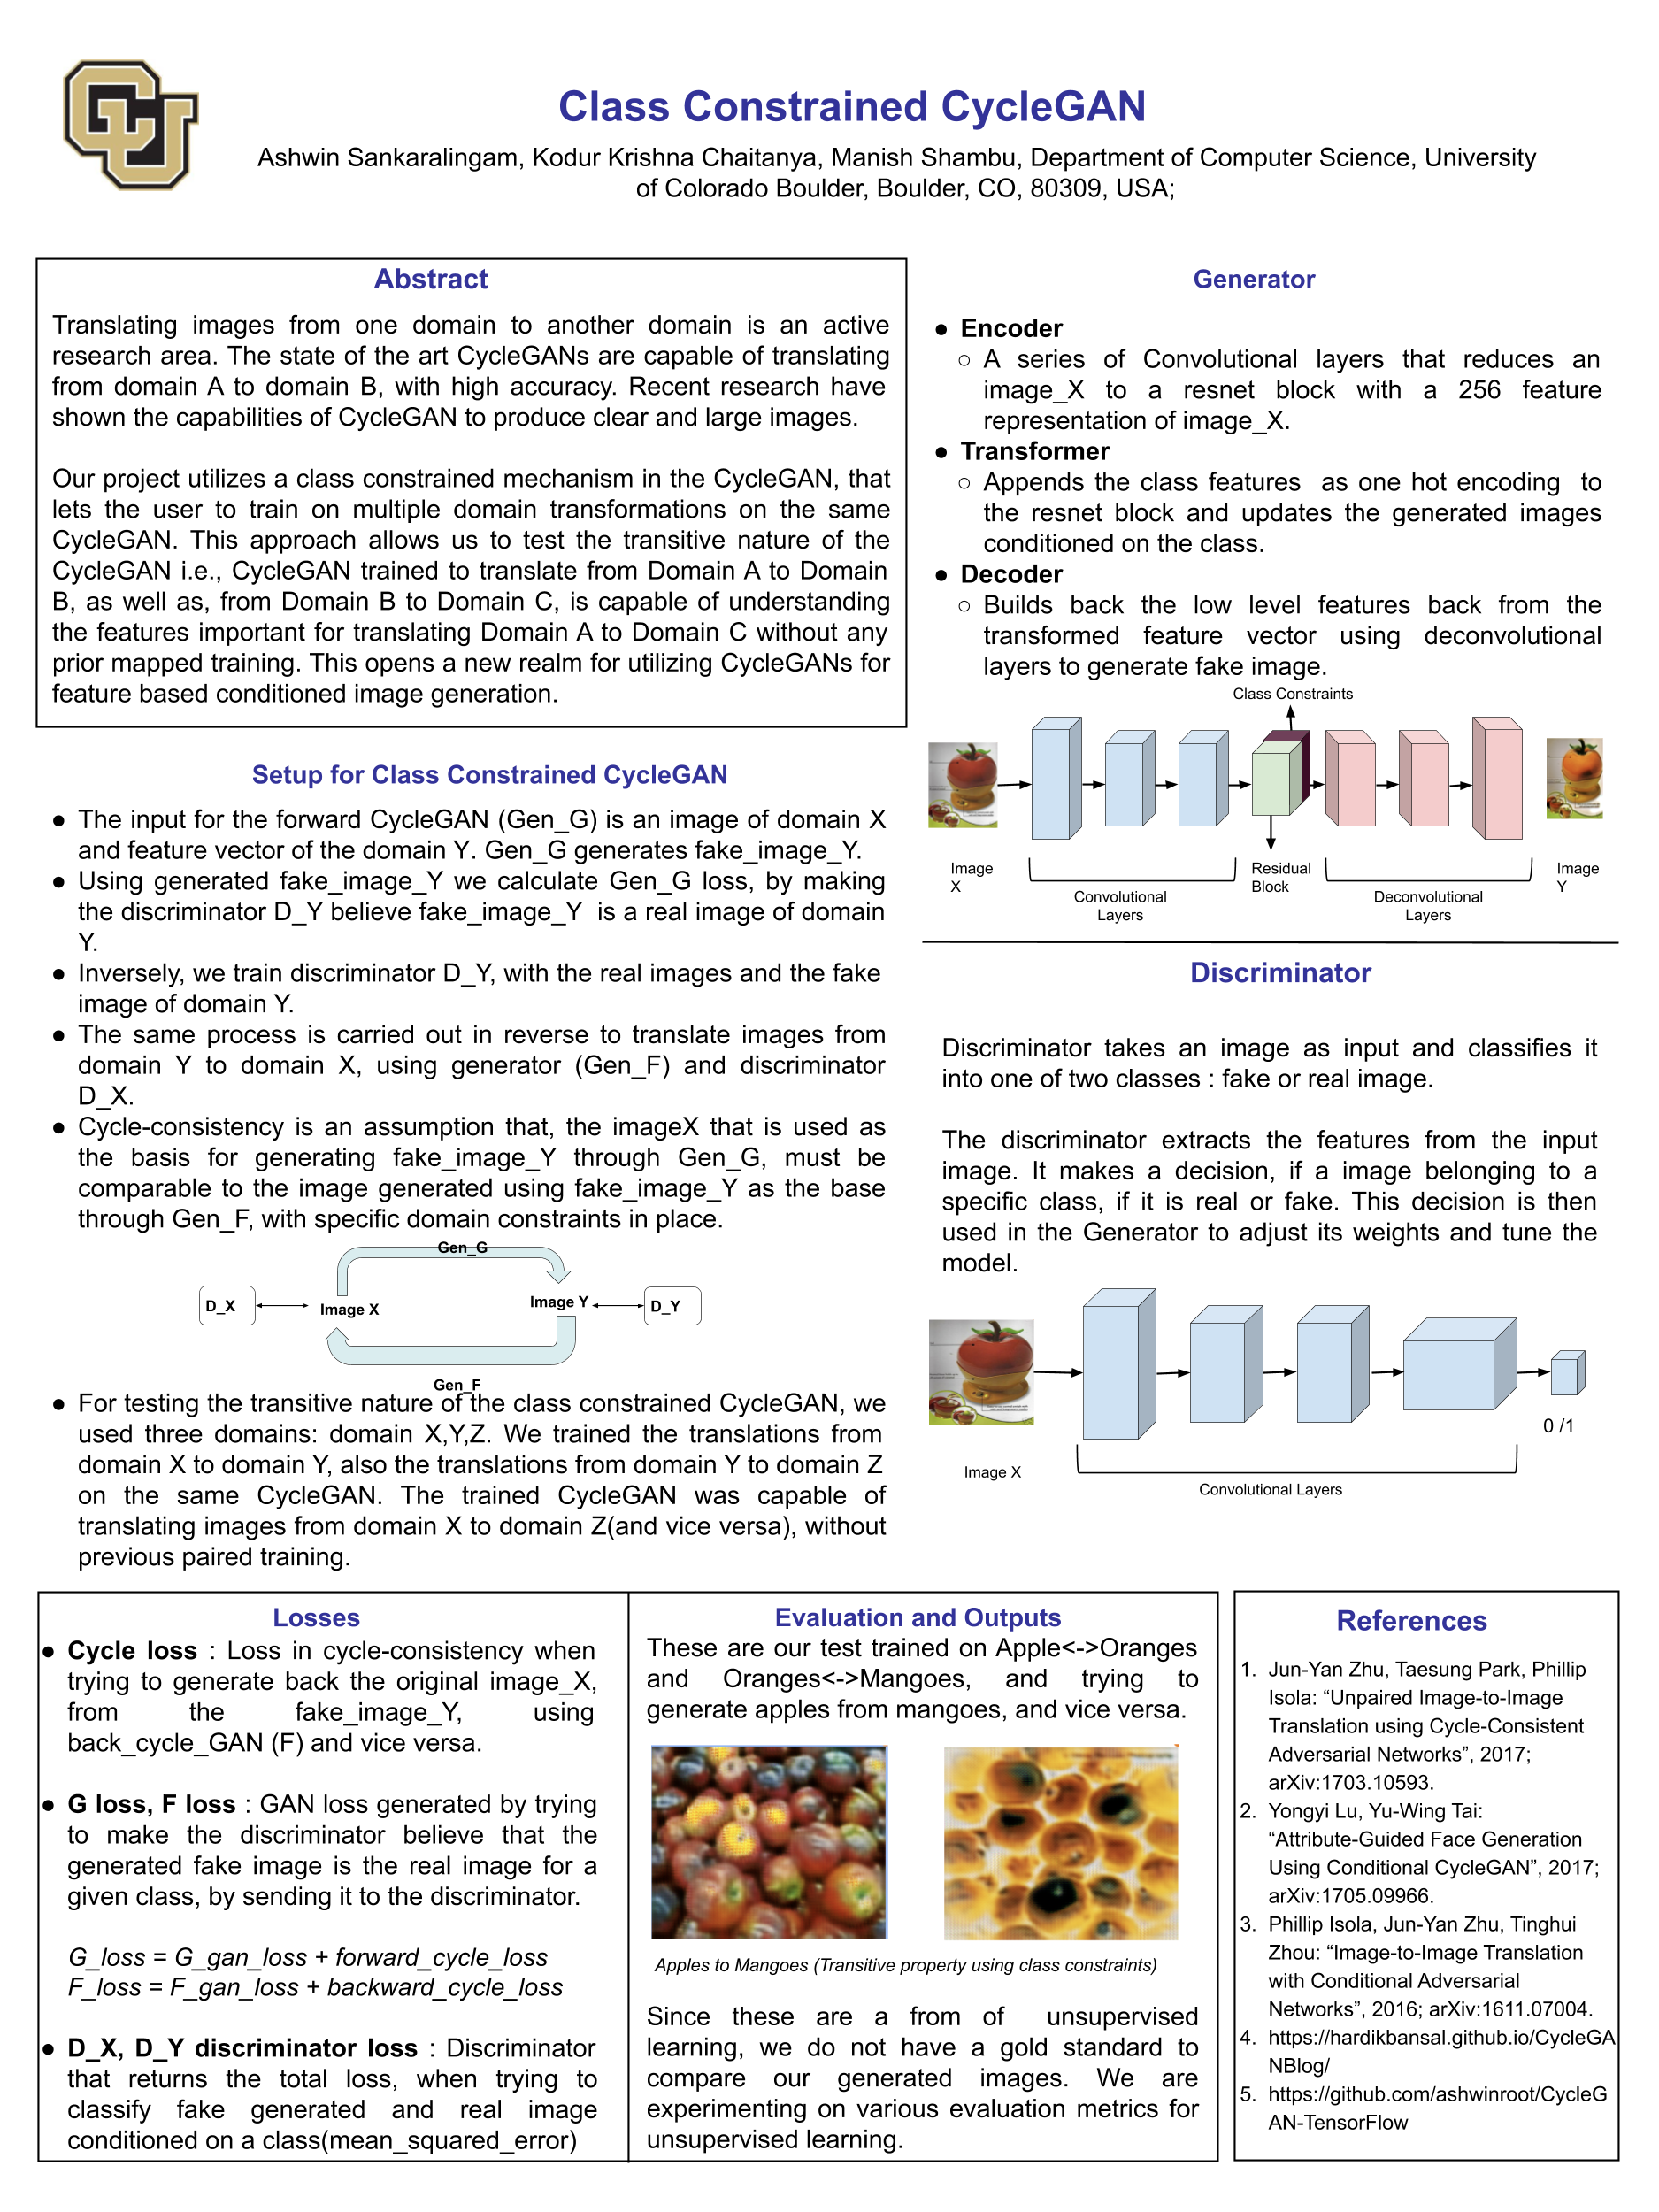 CU
Class Constrained CycleGAN
Ashwin Sankaralingam, Kodur Krishna Chaitanya, Manish Shambu, Department of Computer Science, University
of Colorado Boulder, Boulder, CO, 80309, USA;
Abstract
Translating images from one domain to another domain is an active
research area. The state of the art CycleGANs are capable of translating
from domain A to domain B, with high accuracy. Recent research have
shown the capabilities of CycleGAN to produce clear and large images.
Our project utilizes a class constrained mechanism in the CycleGAN, that
lets the user to train on multiple domain transformations on the same
CycleGAN. This approach allows us to test the transitive nature of the
CycleGAN i.e., CycleGAN trained to translate from Domain A to Domain
B, as well as, from Domain B to Domain C, is capable of understanding
the features important for translating Domain A to Domain C without any
prior mapped training. This opens a new realm for utilizing CycleGANs for
feature based conditioned image generation.
Setup for Class Constrained CycleGAN
● The input for the forward CycleGAN (Gen_G) is an image of domain X
and feature vector of the domain Y. Gen_G generates fake_image_Y.
● Using generated fake_image_Y we calculate Gen_G loss, by making
the discriminator D_Y believe fake_image_Y is a real image of domain
Y.
● Inversely, we train discriminator D_Y, with the real images and the fake
image of domain Y.
● The same process is carried out in reverse to translate images from
domain Y to domain X, using generator (Gen_F) and discriminator
D_X.
● Cycle-consistency is an assumption that, the imageX that is used as
the basis for generating fake_image_Y through Gen_G, must be
comparable to the image generated using fake_image_Y as the base
through Gen_F, with specific domain constraints in place.
Gen_G
D_X
Image X
Image Y
D_Y
Gen_F
● For testing the transitive nature of the class constrained CycleGAN, we
used three domains: domain X,Y,Z. We trained the translations from
domain X to domain Y, also the translations from domain Y to domain Z
on the same CycleGAN. The trained CycleGAN was capable of
translating images from domain X to domain Z(and vice versa), without
previous paired training.
Generator
● Encoder
○ A series of Convolutional layers that reduces an
image_X to a resnet block with a 256 feature
representation of image_X.
● Transformer
○ Appends the class features as one hot encoding to
the resnet block and updates the generated images
conditioned on the class.
● Decoder
○ Builds back the low level features back from the
transformed feature vector using deconvolutional
layers to generate fake image.
Class Constraints
Image
X
Convolutional
Layers
Residual
Block
Deconvolutional
Layers
Image
Y
Discriminator
Discriminator takes an image as input and classifies it
into one of two classes : fake or real image.
The discriminator extracts the features from the input
image. It makes a decision, if a image belonging to a
specific class, if it is real or fake. This decision is then
used in the Generator to adjust its weights and tune the
model.
0 /1
Image X
Convolutional Layers
Losses
● Cycle loss : Loss in cycle-consistency when
trying to generate back the original image_X,
from the fake_image_Y, using
back_cycle_GAN (F) and vice versa.
● G loss, F loss : GAN loss generated by trying
to make the discriminator believe that the
generated fake image is the real image for a
given class, by sending it to the discriminator.
G_loss = G_gan_loss + forward_cycle_loss
F_loss = F_gan_loss + backward_cycle_loss
● D_X, D_Y discriminator loss : Discriminator
that returns the total loss, when trying to
classify fake generated and real image
conditioned on a class(mean_squared_error)
Evaluation and Outputs
These are our test trained on Apple<->Oranges
and Oranges<->Mangoes, and trying to
generate apples from mangoes, and vice versa.
Apples to Mangoes (Transitive property using class constraints)
Since these are a from of unsupervised
learning, we do not have a gold standard to
compare our generated images. We are
experimenting on various evaluation metrics for
unsupervised learning.
References
1. Jun-Yan Zhu, Taesung Park, Phillip
Isola: “Unpaired Image-to-Image
Translation using Cycle-Consistent
Adversarial Networks”, 2017;
arXiv:1703.10593.
2. Yongyi Lu, Yu-Wing Tai:
“Attribute-Guided Face Generation
Using Conditional CycleGAN”, 2017;
arXiv:1705.09966.
3. Phillip Isola, Jun-Yan Zhu, Tinghui
Zhou: “Image-to-Image Translation
with Conditional Adversarial
Networks”, 2016; arXiv:1611.07004.
4. https://hardikbansal.github.io/CycleGA
NBlog/
5. https://github.com/ashwinroot/CycleG
AN-TensorFlow